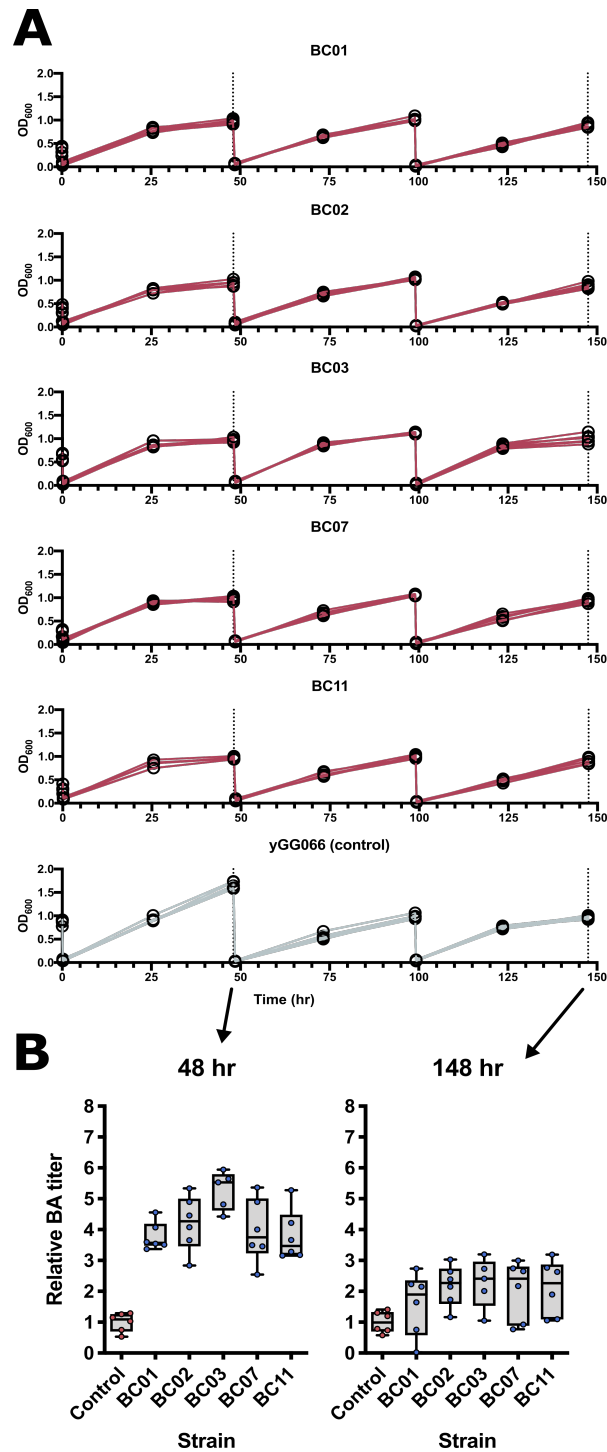 A
BC01
2.0
1.5
OD600
1.0
0.5
0.0
0 25 50 75 100 125 150
BC02
2.0
1.5
OD600
1.0
0.5
0.0
0 25 50 75 100 125 150
BC03
2.0
1.5
OD600
1.0
0.5
0.0
0 25 50 75 100 125 150
BC07
2.0
1.5
OD600
1.0
0.5
0.0
0 25 50 75 100 125 150
BC11
2.0
1.5
OD600
1.0
0.5
0.0
0 25 50 75 100 125 150
yGG066 (control)
2.0
1.5
OD600
1.0
0.5
0.0
0 25 50 75 100 125 150
Time (hr)
B
48 hr
8
7
6
5
4
3
2
1
0
Relative BA titer
Control BC01 BC02 BC03 BC07 BC11
Strain
148 hr
8
7
6
5
4
3
2
1
0
Control BC01 BC02 BC03 BC07 BC11
Strain